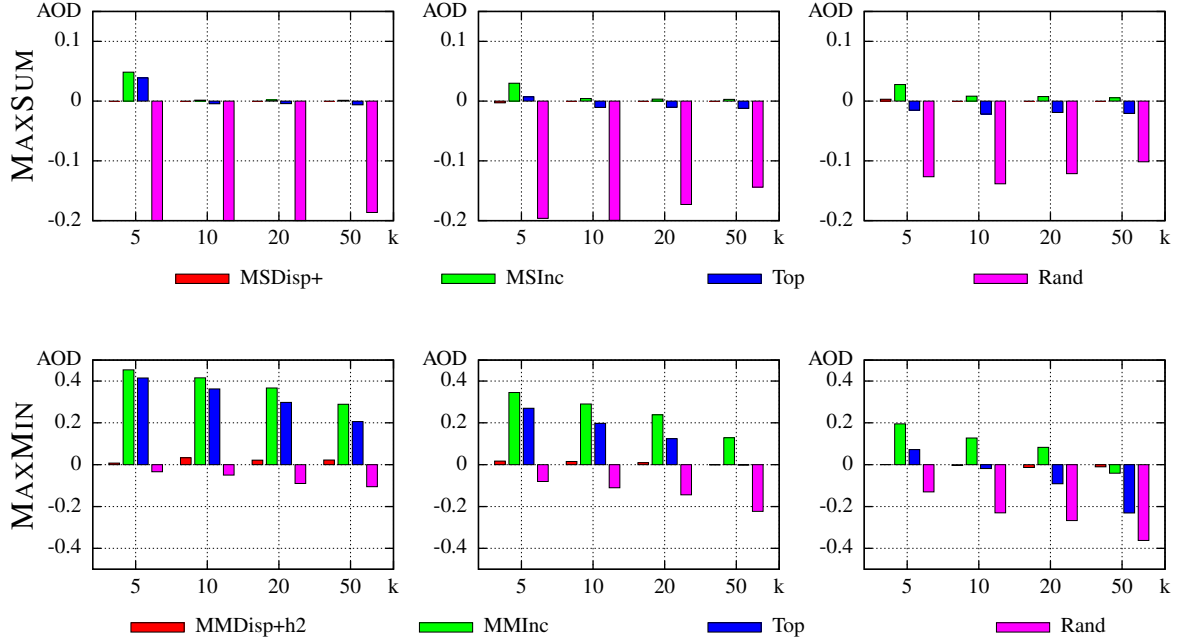 AOD AOD AOD
0.1 0.1 0.1
0 0 0
-0.1 -0.1 -0.1
-0.2 -0.2 -0.2
MAXSUM
5 10 20 50 k 5 10 20 50 k 5 10 20 50 k
MSDisp+ MSInc Top Rand
AOD AOD AOD
0.4 0.4 0.4
0.2 0.2 0.2
0 0 0
-0.2 -0.2 -0.2
-0.4 -0.4 -0.4
MAXMIN
5 10 20 50 k 5 10 20 50 k 5 10 20 50 k
MMDisp+h2 MMInc Top Rand